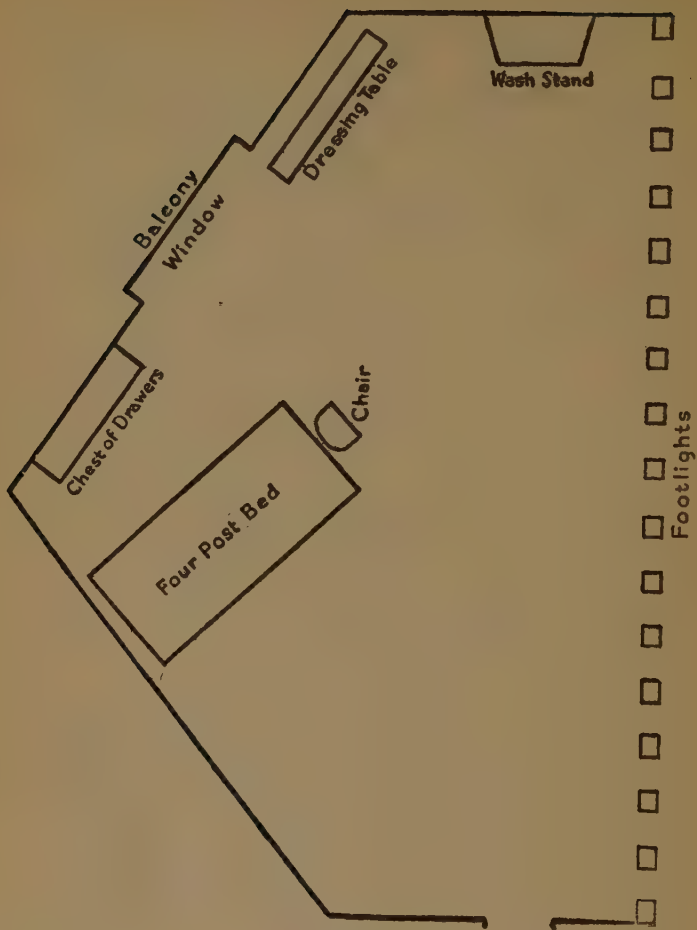 Wash Stand
Dressing Table
Balcony
Window
Chest of Drawers
Chair
Four Post Bed
Footlights